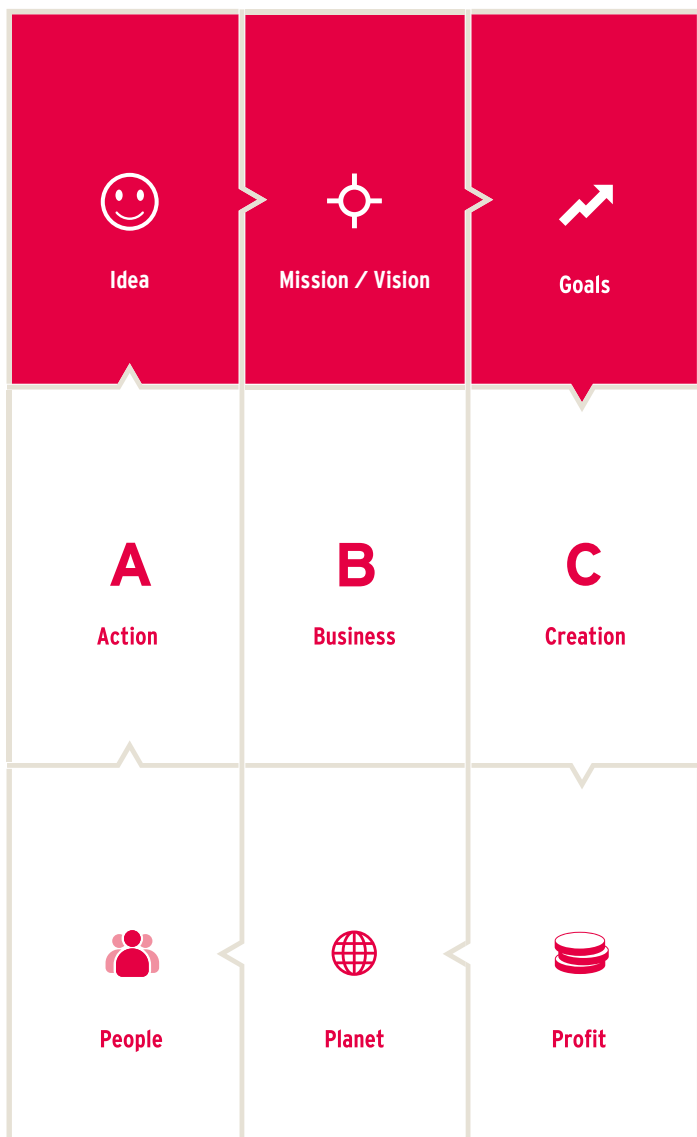 Idea
Mission / Vision
Goals
A
B
C
Action
Business
Creation
People
Planet
Profit